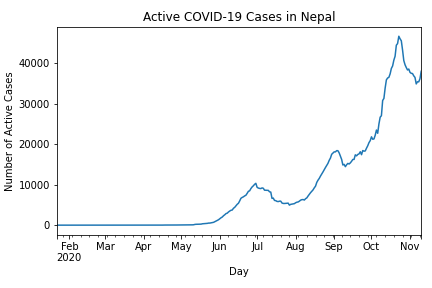 Active COVID-19 Cases in Nepal
Number of Active Cases
40000
30000
20000
10000
0
Feb Mar Apr May Jun Jul Aug Sep Oct Nov
2020
Day